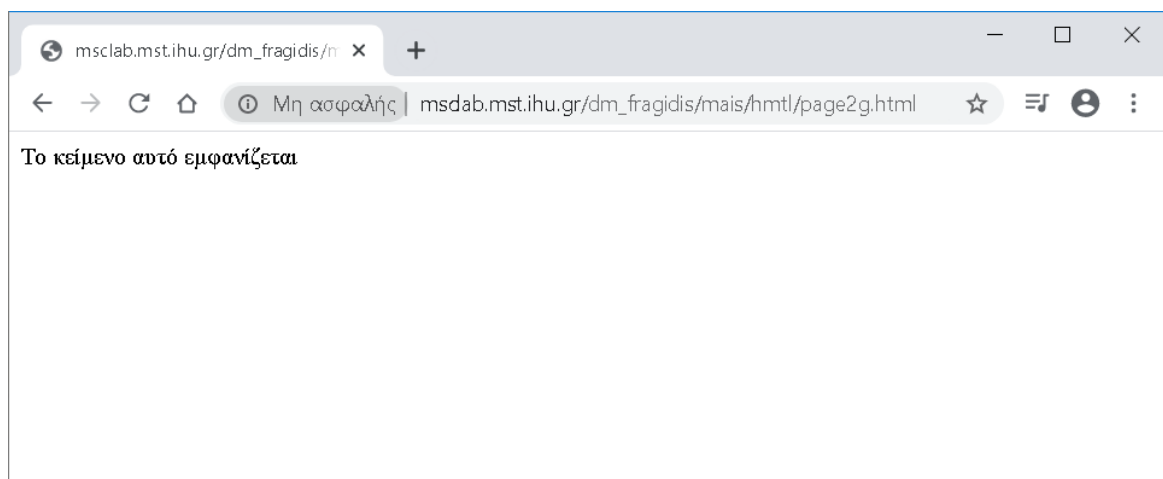 msclab.mst.ihu.gr/dm_fragidis/m
Μη ασφαλής | msdab.mst.ihu.gr/dm_fragidis/mais/hmtl/page2g.html
Το κείμενο αυτό εμφανίζεται